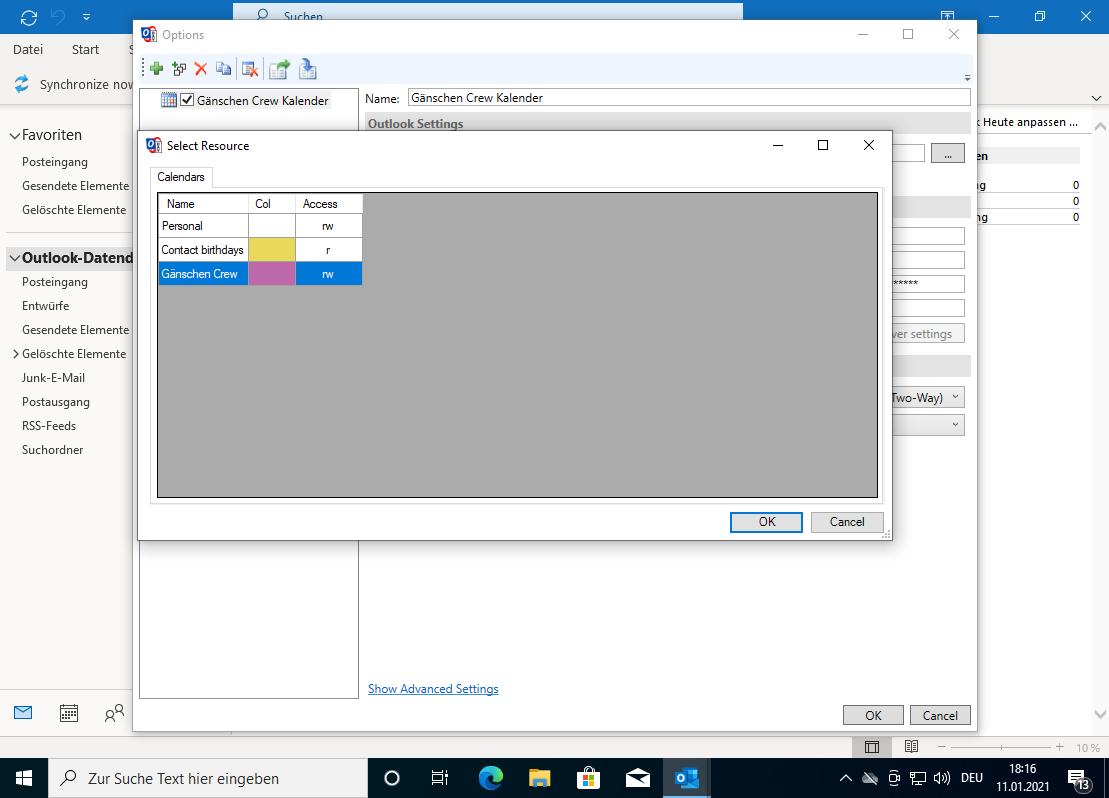 Suchen
Options
Datei
Start
Synchronize now
Gänschen Crew Kalender
Name:
Gänschen Crew Kalender
Outlook Settings
Heute anpassen ...
...
Favoriten
Posteingang
Gesendete Elemente
Gelöschte Elemente
Outlook-Datend
Posteingang
Entwürfe
Gesendete Elemente
Gelöschte Elemente
Junk-E-Mail
Postausgang
RSS-Feeds
Suchordner
Select Resource
Calendars
Name Col Access
Personal rw
Contact birthdays r
Gänschen Crew rw
OK Cancel
en
ng 0
0
ng 0
*****
ver settings
Two-Way)
Show Advanced Settings
OK Cancel
10 %
Zur Suche Text hier eingeben
DEU
18:16
11.01.2021
13